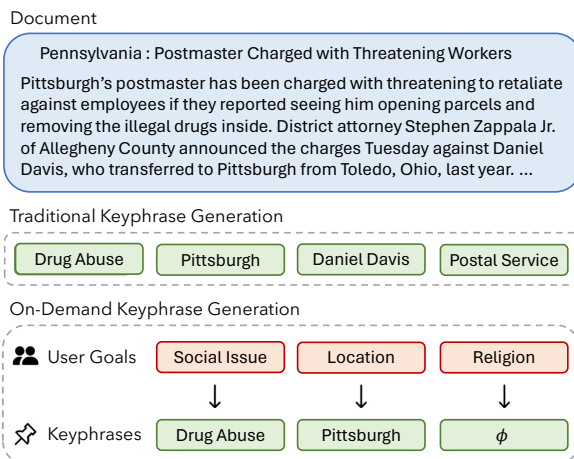 Document
Pennsylvania : Postmaster Charged with Threatening Workers
Pittsburgh's postmaster has been charged with threatening to retaliate
against employees if they reported seeing him opening parcels and
removing the illegal drugs inside. District attorney Stephen Zappala Jr.
of Allegheny County announced the charges Tuesday against Daniel
Davis, who transferred to Pittsburgh from Toledo, Ohio, last year. ...
Traditional Keyphrase Generation
Drug Abuse Pittsburgh Daniel Davis Postal Service
On-Demand Keyphrase Generation
User Goals Social Issue Location Religion
↓ ↓ ↓
Keyphrases Drug Abuse Pittsburgh ϕ